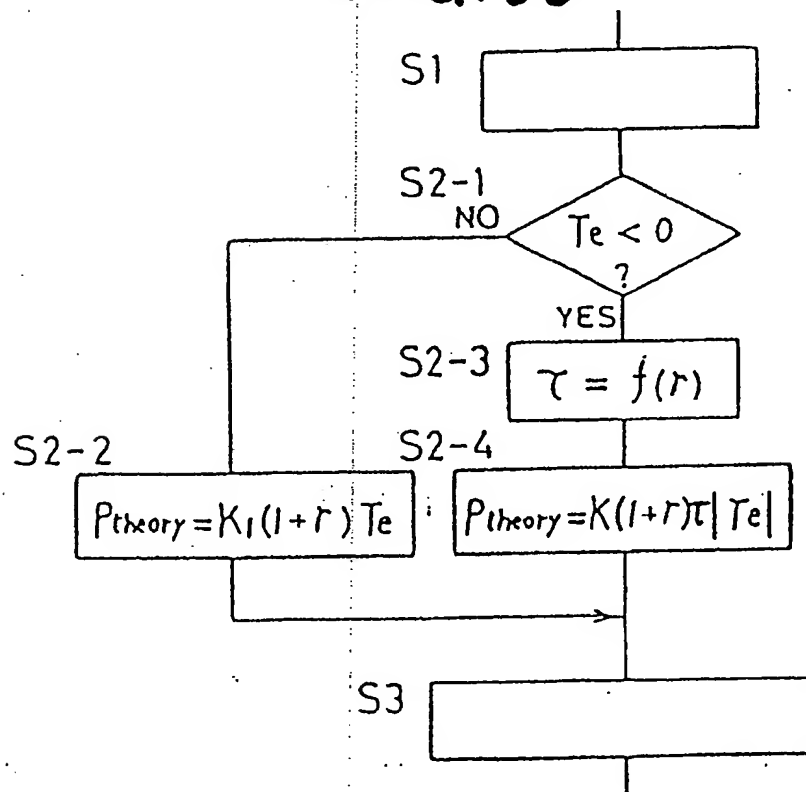 S1
S2-1
NO
Te < 0
?
YES
S2-3
τ = f(r)
S2-2
S2-4
Ptheory=K1(1+r)Te
Ptheory=K(1+r)τ|Te|
S3